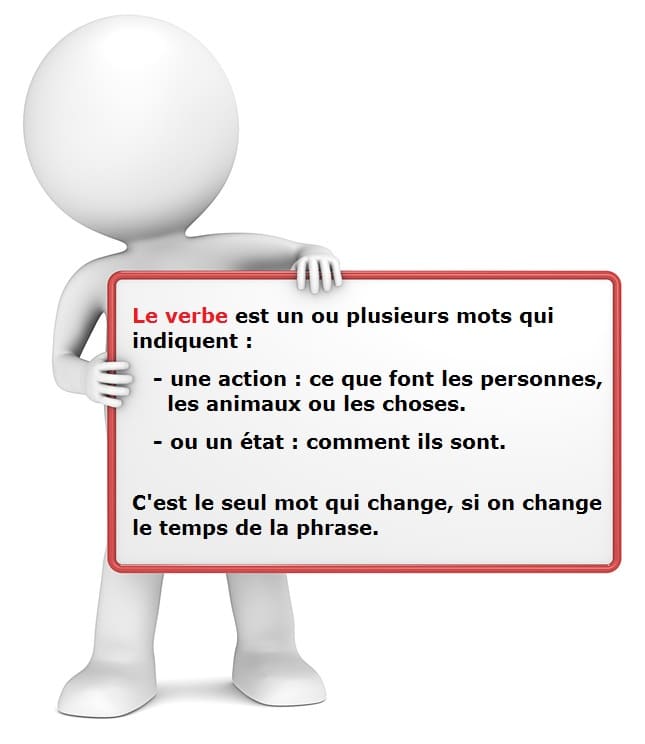 Le verbe est un ou plusieurs mots qui
indiquent :
- une action : ce que font les personnes,
les animaux ou les choses.
- ou un état : comment ils sont.
C'est le seul mot qui change, si on change
le temps de la phrase.